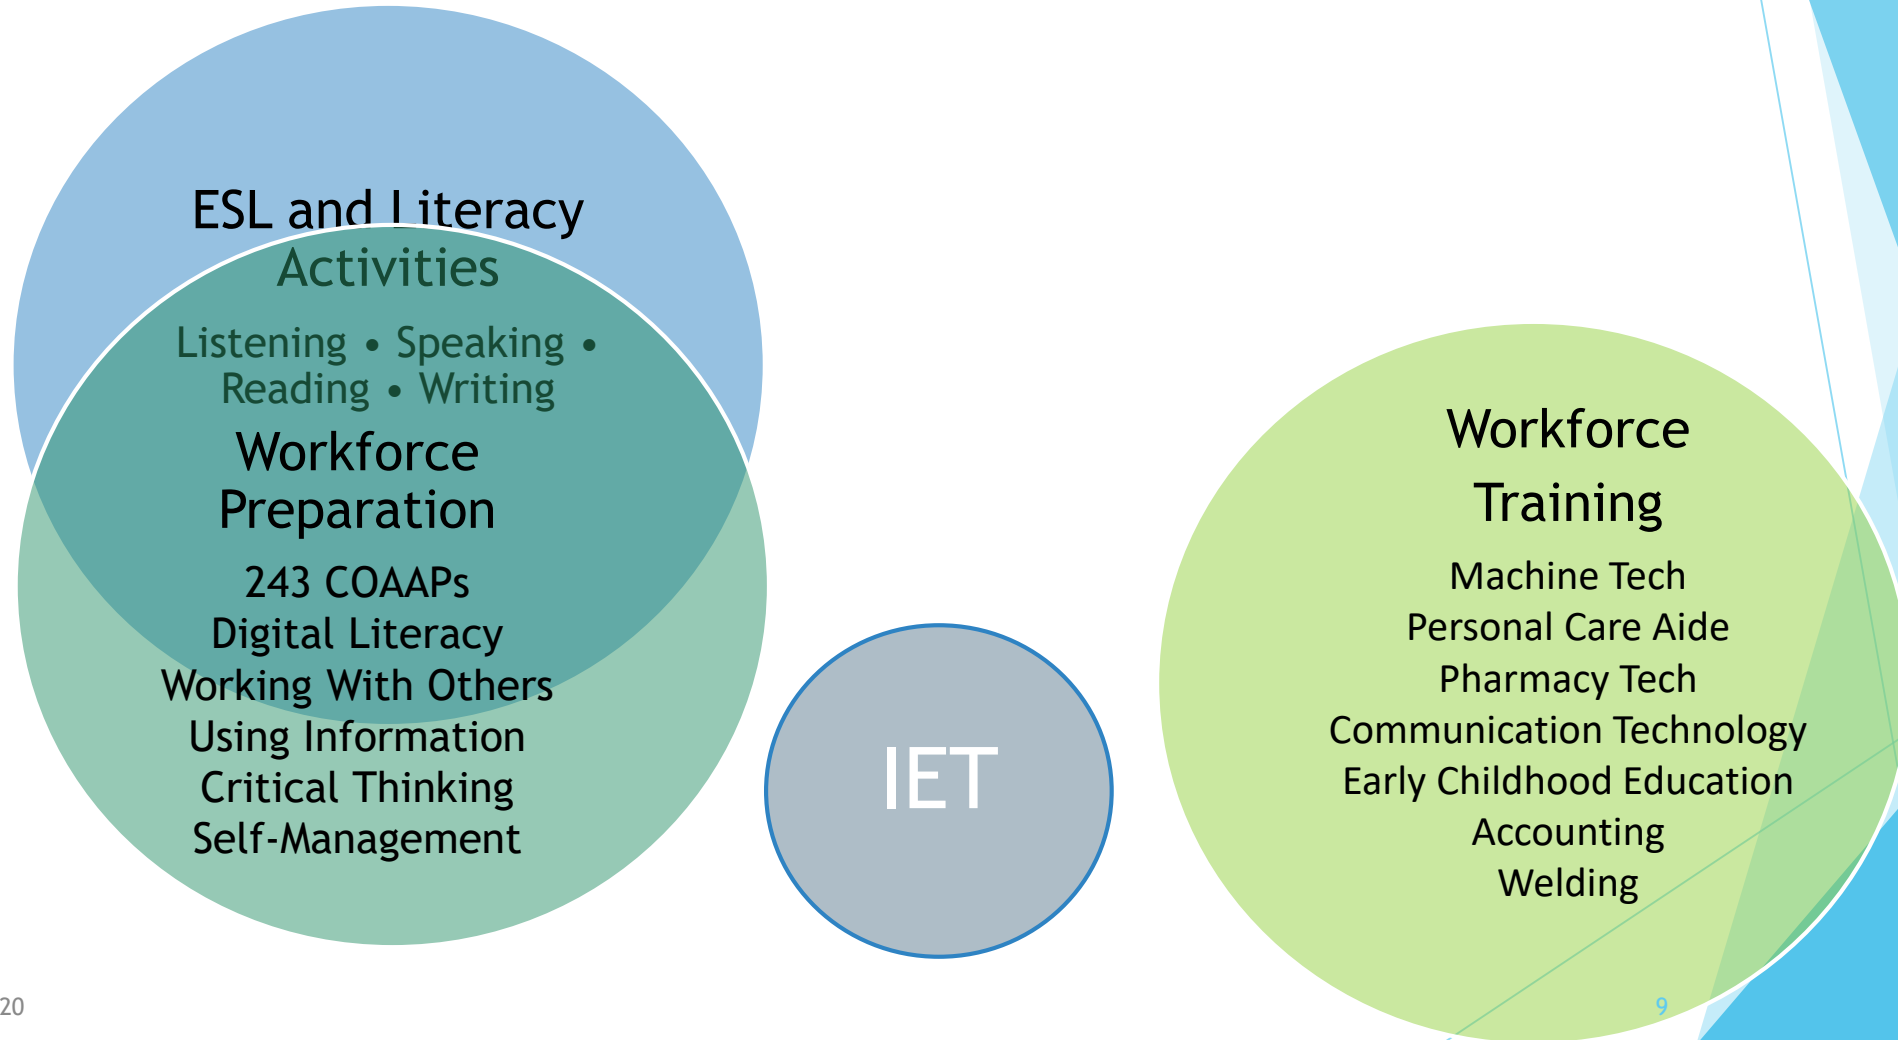 ESL and Literacy
Activities
Listening • Speaking •
Reading • Writing
Workforce
Preparation
243 COAAPs
Digital Literacy
Working With Others
Using Information
Critical Thinking
Self-Management
IET
Workforce
Training
Machine Tech
Personal Care Aide
Pharmacy Tech
Communication Technology
Early Childhood Education
Accounting
Welding
20
9